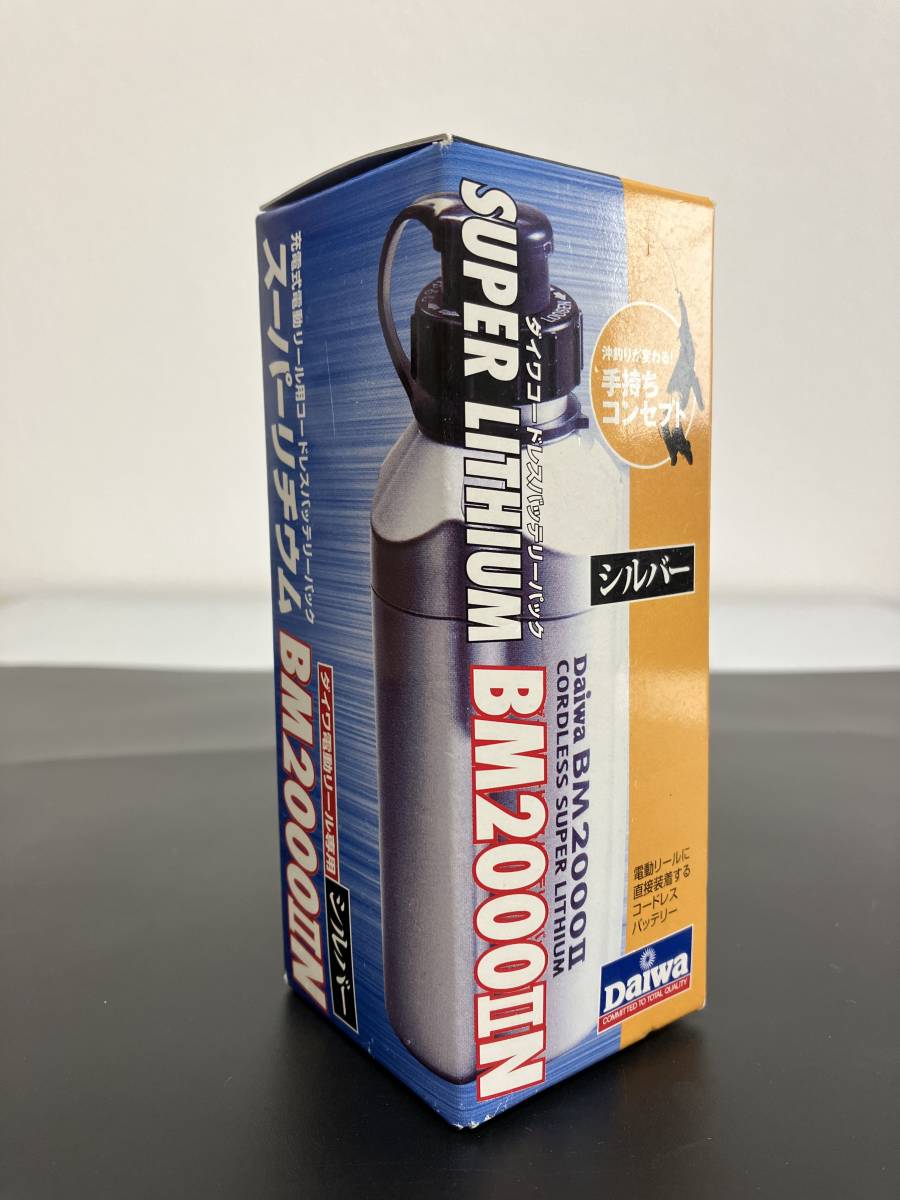 充電式電動リール用コードレスバッテリーパック
スーパーリチウム
BM2000ⅡN
ダイワ電動リール専用
シルバー
SUPER LITHIUM
ダイワコードレスバッテリーパック
BM2000ⅡN
Daiwa BM2000Ⅱ
CORDLESS SUPER LITHIUM
沖釣りが変わる!
手持ち
コンセプト
シルバー
電動リールに
直接装着する
コードレス
バッテリー
Daiwa
COMMITTED TO TOTAL QUALITY